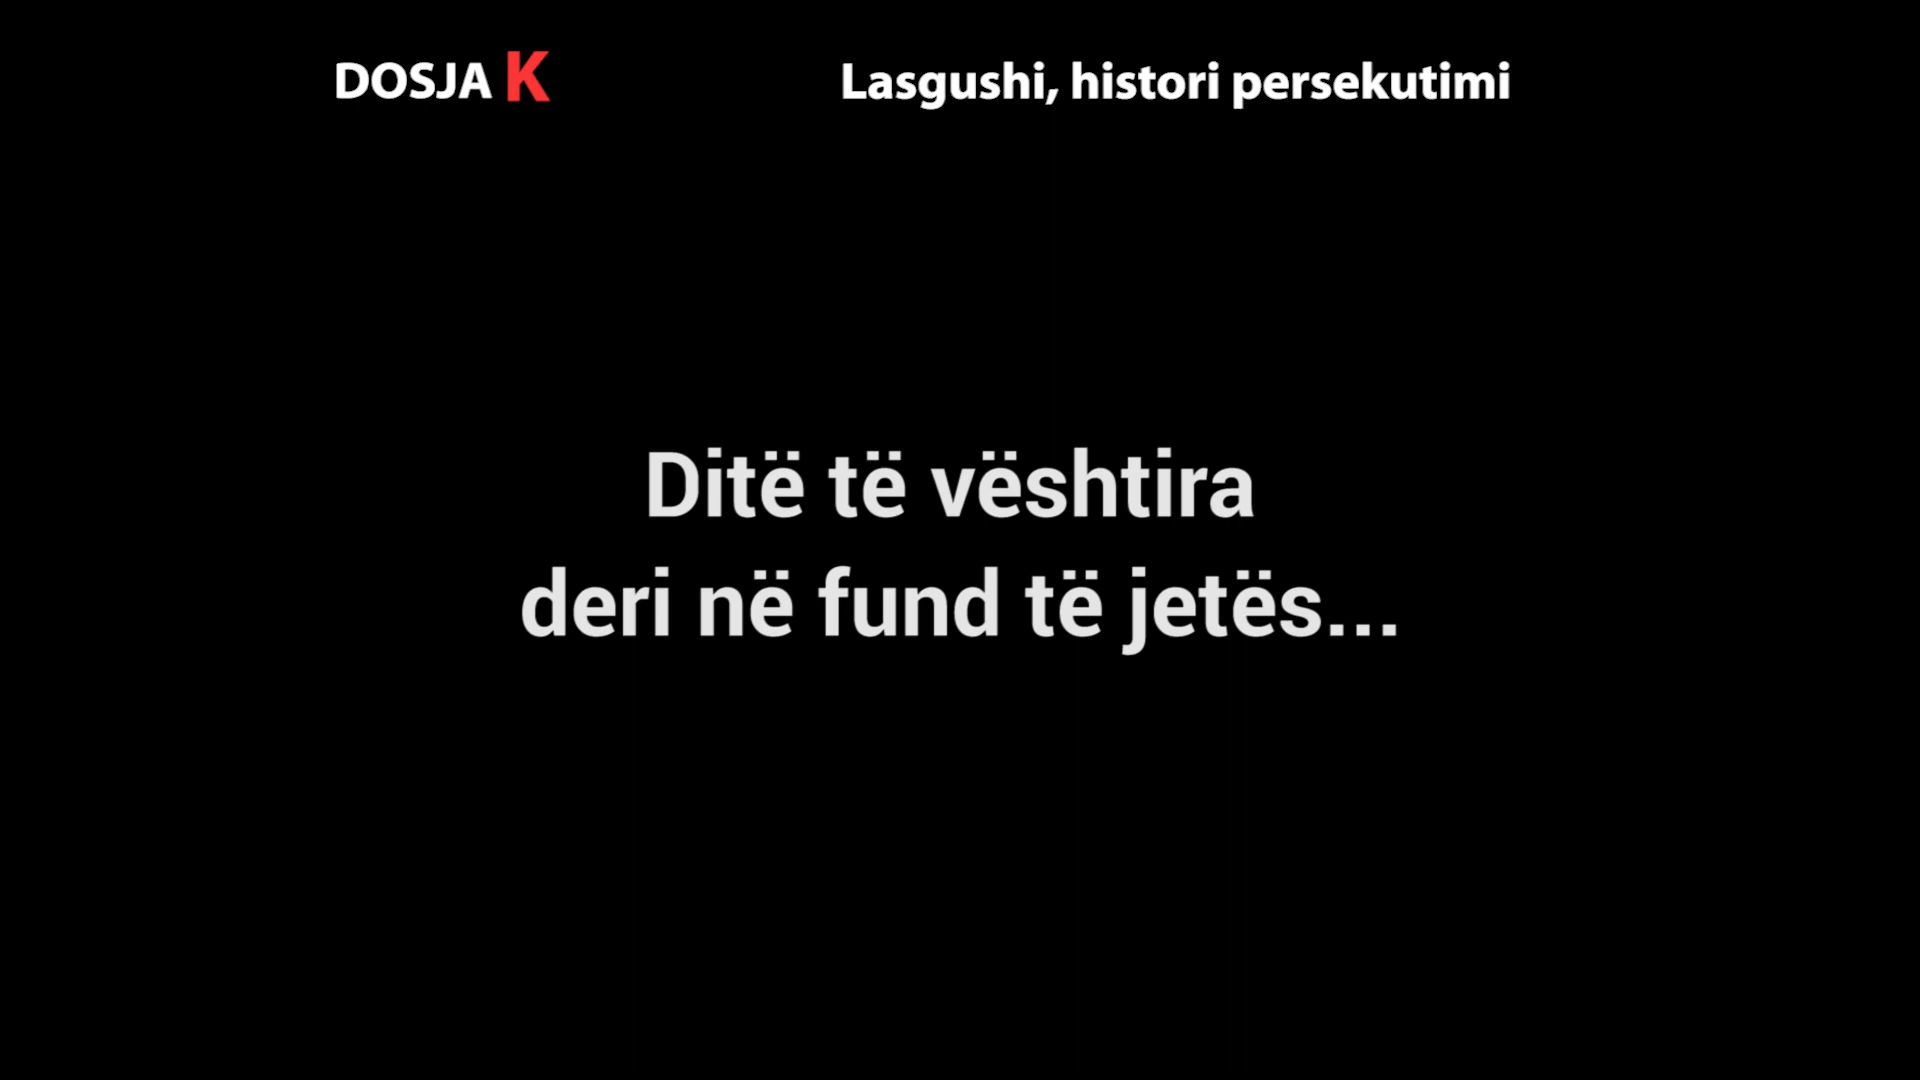 DOSJA K
Lasgushi, histori persekutimi
Ditë të vështira
deri në fund të jetës...